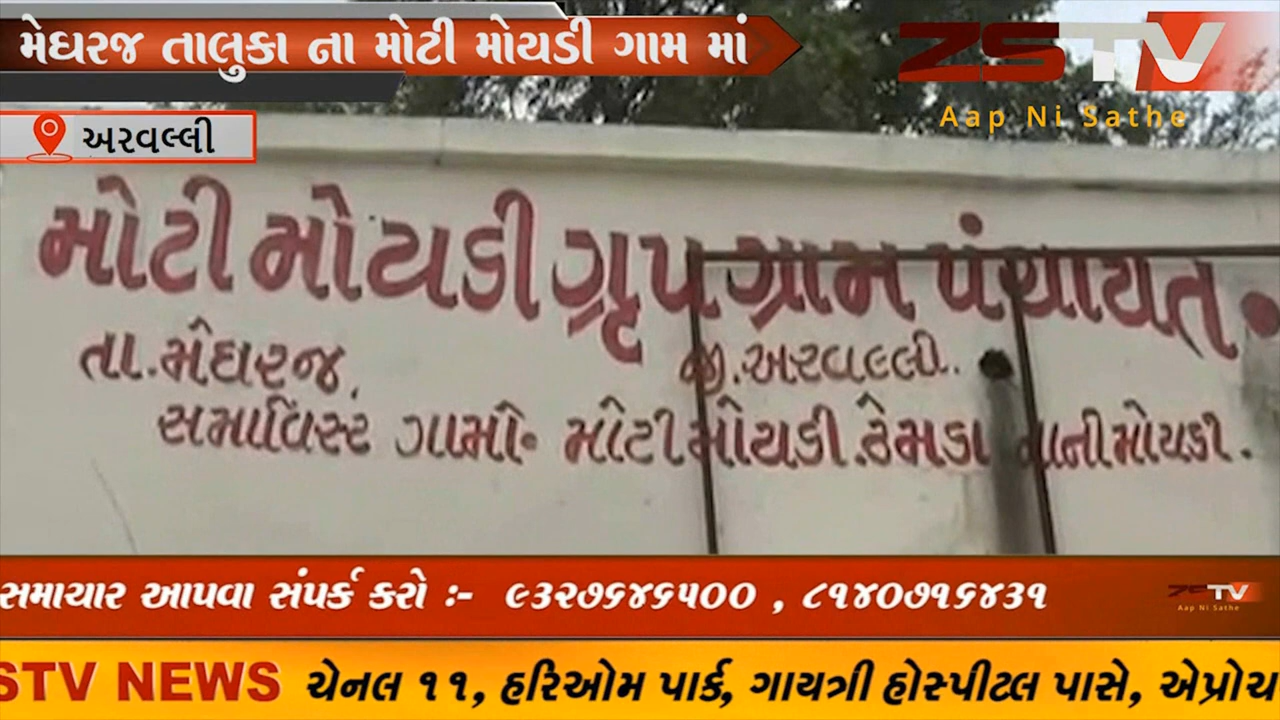 મેઘરજ તાલુકા ના મોટી મોયડી ગામ માં
ZSTV
Aap Ni Sathe
અરવલ્લી
મોટી મોયડી ગ્રૃપ ગ્રામ પંચાયત.
તા. મેઘરજ. જી. અરવલ્લી.
સમાવિસ્ટ ગામો- મોટી મોયડી. તેમડા નાની મોયડી.
સમાચાર આપવા સંપર્ક કરો :- ૯૩૨૭૬૪૬૫૦૦ , ૮૧૪૦૭૧૬૪૩૧
ZSTV
Aap Ni Sathe
STV NEWS ચેનલ ૧૧, હરિઓમ પાર્ક, ગાયત્રી હોસ્પીટલ પાસે, એપ્રોચ